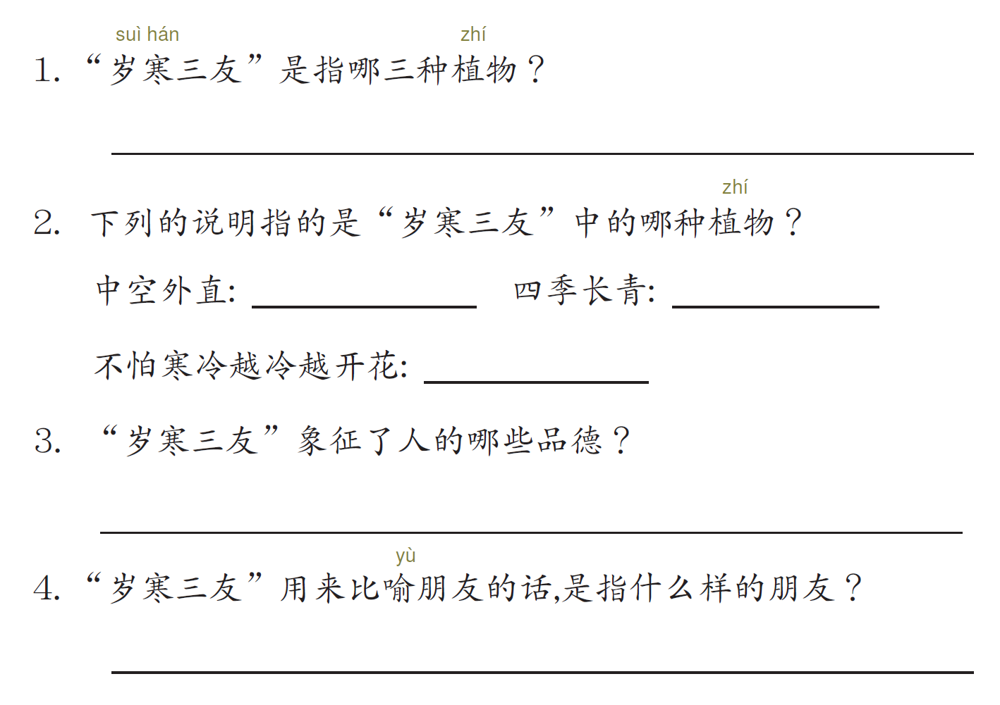 suì hán zhí
1. “岁寒三友”是指哪三种植物？
zhí
2. 下列的说明指的是“岁寒三友”中的哪种植物？
中空外直: 四季长青:
不怕寒冷越冷越开花:
3. “岁寒三友”象征了人的哪些品德？
yù
4. “岁寒三友”用来比喻朋友的话,是指什么样的朋友？